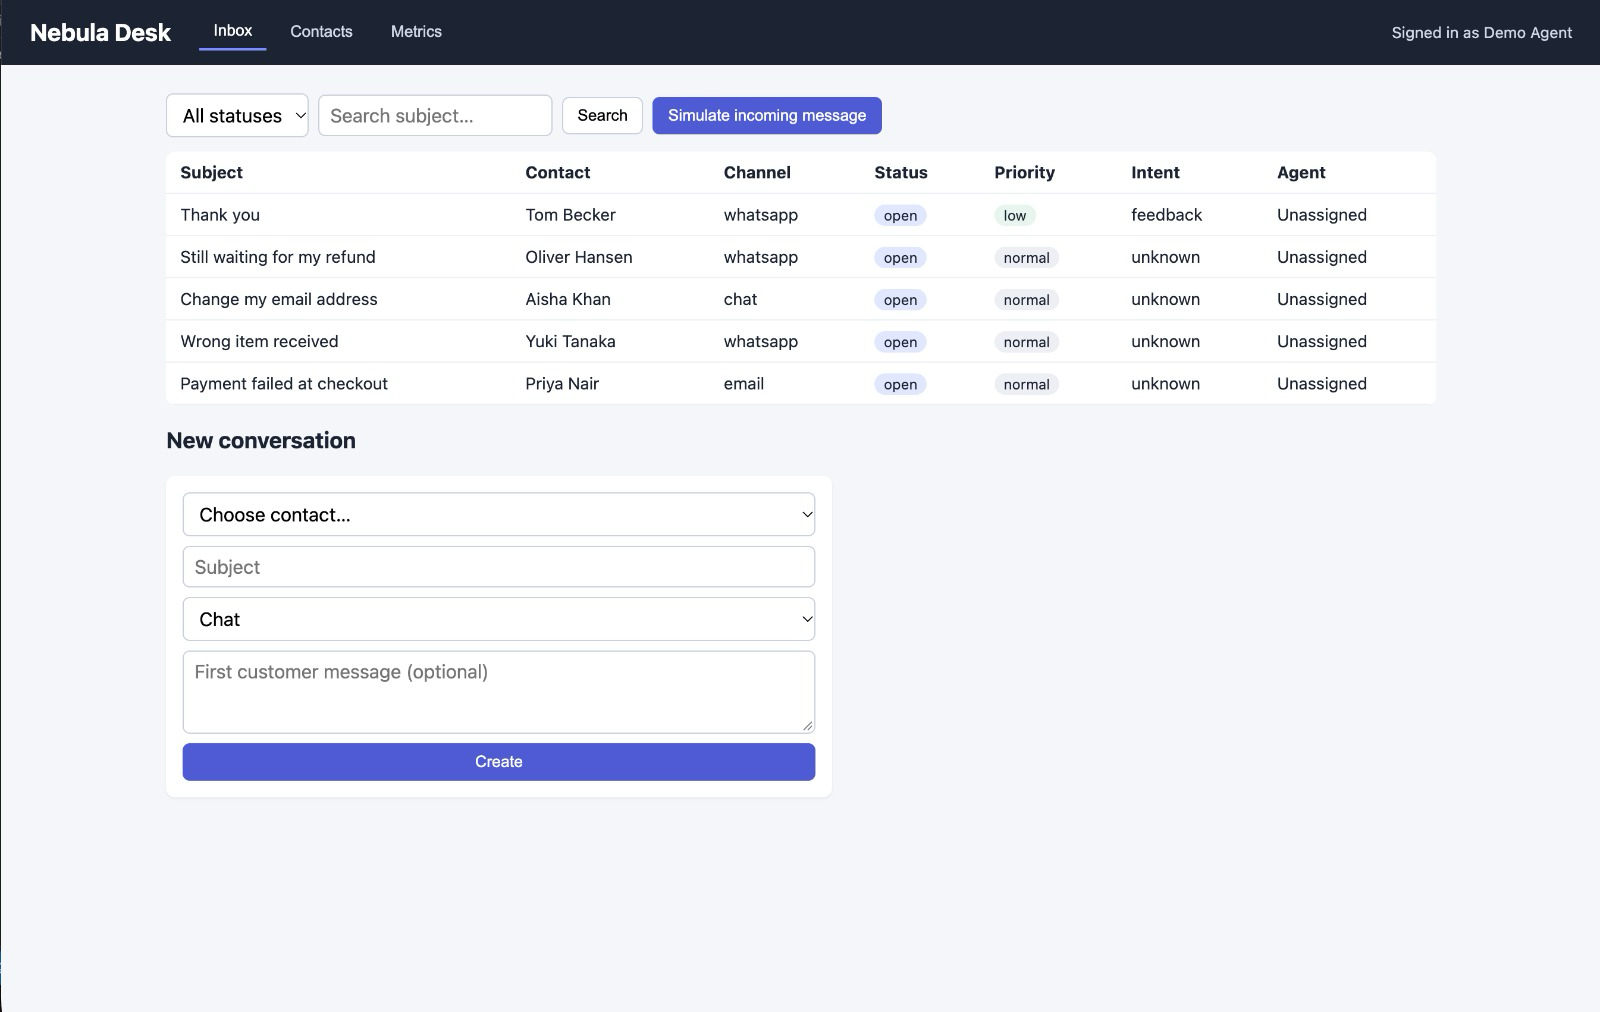 Nebula Desk Inbox Contacts Metrics Signed in as Demo Agent
All statuses Search subject... Search Simulate incoming message
Subject Contact Channel Status Priority Intent Agent
Thank you Tom Becker whatsapp open low feedback Unassigned
Still waiting for my refund Oliver Hansen whatsapp open normal unknown Unassigned
Change my email address Aisha Khan chat open normal unknown Unassigned
Wrong item received Yuki Tanaka whatsapp open normal unknown Unassigned
Payment failed at checkout Priya Nair email open normal unknown Unassigned
New conversation
Choose contact...
Subject
Chat
First customer message (optional)
Create